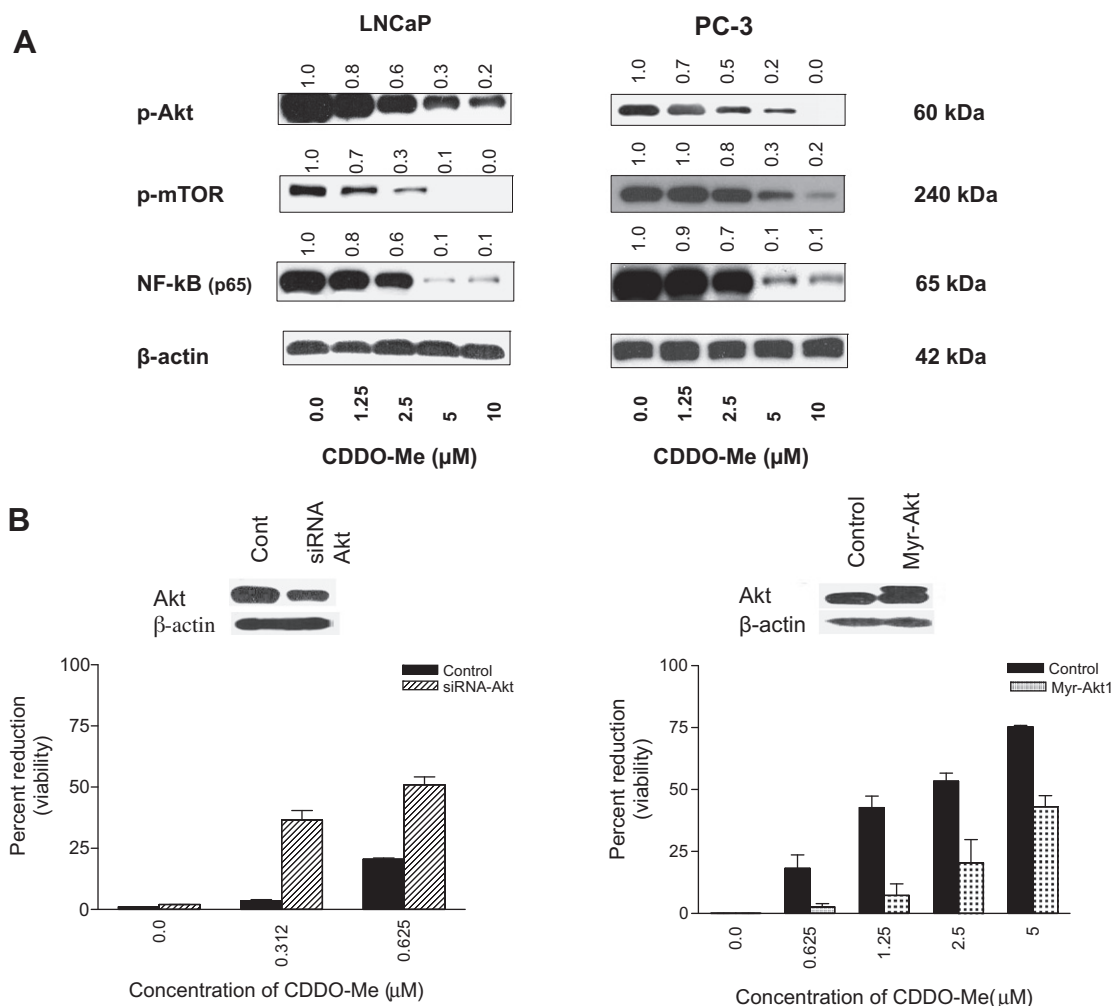 A
LNCaP
PC-3
1.0 0.8 0.6 0.3 0.2
1.0 0.7 0.5 0.2 0.0
p-Akt
60 kDa
1.0 0.7 0.3 0.1 0.0
1.0 1.0 0.8 0.3 0.2
p-mTOR
240 kDa
1.0 0.8 0.6 0.1 0.1
1.0 0.9 0.7 0.1 0.1
NF-kB (p65)
65 kDa
β-actin
42 kDa
0.0 1.25 2.5 5 10
0.0 1.25 2.5 5 10
CDDO-Me (µM)
CDDO-Me (µM)
B
Cont
siRNA
Akt
Akt
β-actin
100
75
50
25
0
Percent reduction
(viability)
Control
siRNA-Akt
0.0 0.312 0.625
Concentration of CDDO-Me (µM)
Control
Myr-Akt
Akt
β-actin
100
75
50
25
0
Percent reduction
(viability)
Control
Myr-Akt1
0.0 0.625 1.25 2.5 5
Concentration of CDDO-Me(µM)